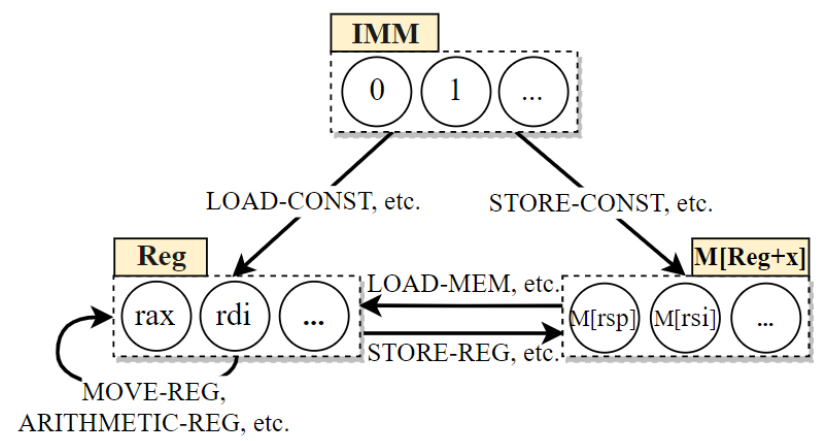 IMM
0 1 ...
LOAD-CONST, etc.
STORE-CONST, etc.
Reg
M[Reg+x]
LOAD-MEM, etc.
rax rdi ...
M[rsp] M[rsi] ...
STORE-REG, etc.
MOVE-REG,
ARITHMETIC-REG, etc.